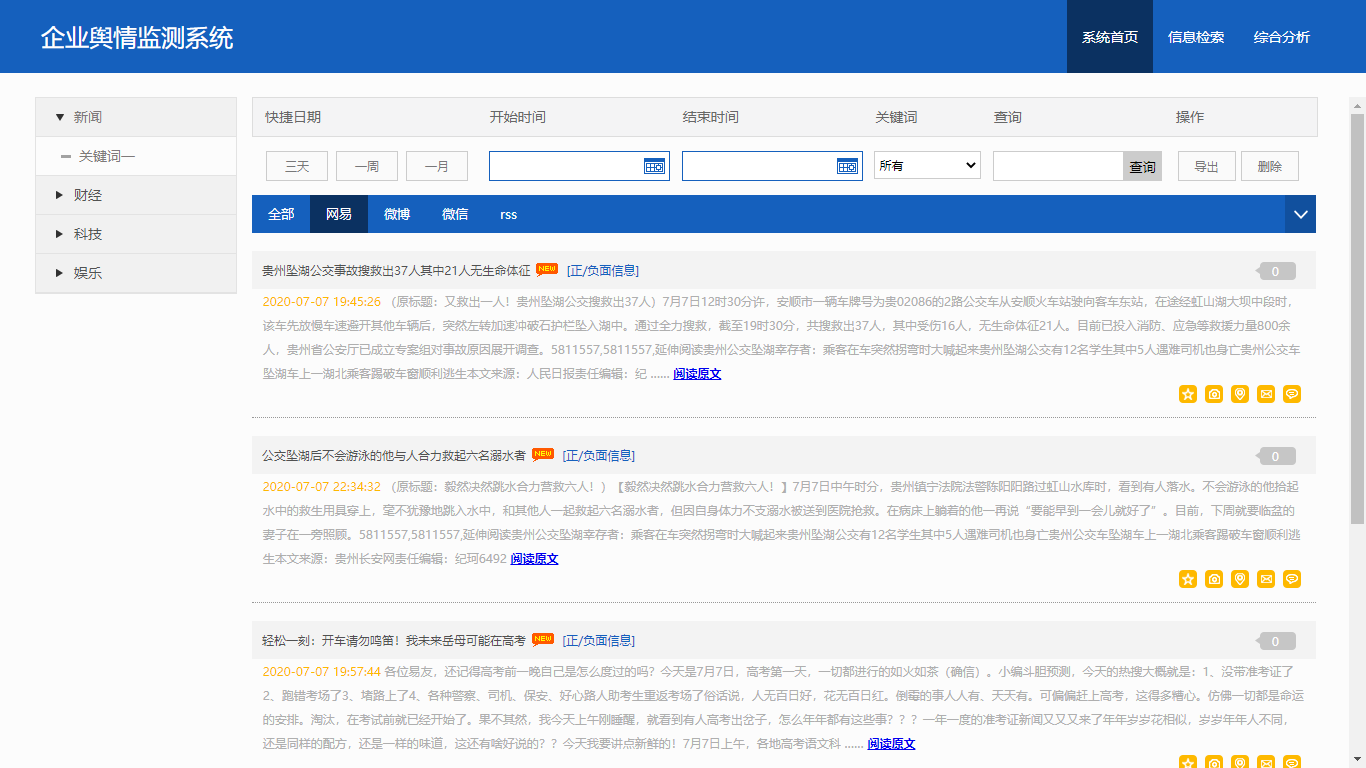 企业舆情监测系统
系统首页 信息检索 综合分析
新闻
关键词一
财经
科技
娱乐
快捷日期 开始时间 结束时间 关键词 查询 操作
三天 一周 一月 所有 查询 导出 删除
全部 网易 微博 微信 rss
贵州坠湖公交事故搜救出37人其中21人无生命体征 NEW [正/负面信息] 0
2020-07-07 19:45:26 （原标题：又救出一人！贵州坠湖公交搜救出37人）7月7日12时30分许，安顺市一辆车牌号为贵02086的2路公交车从安顺火车站驶向客车东站，在途经虹山湖大坝中段时，
该车先放慢车速避开其他车辆后，突然左转加速冲破石护栏坠入湖中。通过全力搜救，截至19时30分，共搜救出37人，其中受伤16人，无生命体征21人。目前已投入消防、应急等救援力量800余
人，贵州省公安厅已成立专案组对事故原因展开调查。5811557,5811557,延伸阅读贵州公交坠湖幸存者：乘客在车突然拐弯时大喊起来贵州坠湖公交有12名学生其中5人遇难司机也身亡贵州公交车
坠湖车上一湖北乘客踢破车窗顺利逃生本文来源：人民日报责任编辑：纪 ...... 阅读原文
公交坠湖后不会游泳的他与人合力救起六名溺水者 NEW [正/负面信息] 0
2020-07-07 22:34:32 （原标题：毅然决然跳水合力营救六人！）【毅然决然跳水合力营救六人！】7月7日中午时分，贵州镇宁法院法警陈阳阳路过虹山水库时，看到有人落水。不会游泳的他拾起
水中的救生用具穿上，毫不犹豫地跳入水中，和其他人一起救起六名溺水者，但因自身体力不支溺水被送到医院抢救。在病床上躺着的他一再说“要能早到一会儿就好了”。目前，下周就要临盆的
妻子在一旁照顾。5811557,5811557,延伸阅读贵州公交坠湖幸存者：乘客在车突然拐弯时大喊起来贵州坠湖公交有12名学生其中5人遇难司机也身亡贵州公交车坠湖车上一湖北乘客踢破车窗顺利逃
生本文来源：贵州长安网责任编辑：纪珂6492 阅读原文
轻松一刻：开车请勿鸣笛！我未来岳母可能在高考 NEW [正/负面信息] 0
2020-07-07 19:57:44 各位易友，还记得高考前一晚自己是怎么度过的吗？今天是7月7日，高考第一天，一切都进行的如火如荼（确信）。小编斗胆预测，今天的热搜大概就是：1、没带准考证了
2、跑错考场了3、堵路上了4、各种警察、司机、保安、好心路人助考生重返考场了俗话说，人无百日好，花无百日红。倒霉的事人人有、天天有。可偏偏赶上高考，这得多糟心。仿佛一切都是命运
的安排。淘汰，在考试前就已经开始了。果不其然，我今天上午刚睡醒，就看到有人高考出岔子，怎么年年都有这些事？？？一年一度的准考证新闻又又又来了年年岁岁花相似，岁岁年年人不同，
还是同样的配方，还是一样的味道，这还有啥好说的？？今天我要讲点新鲜的！7月7日上午，各地高考语文科 ...... 阅读原文